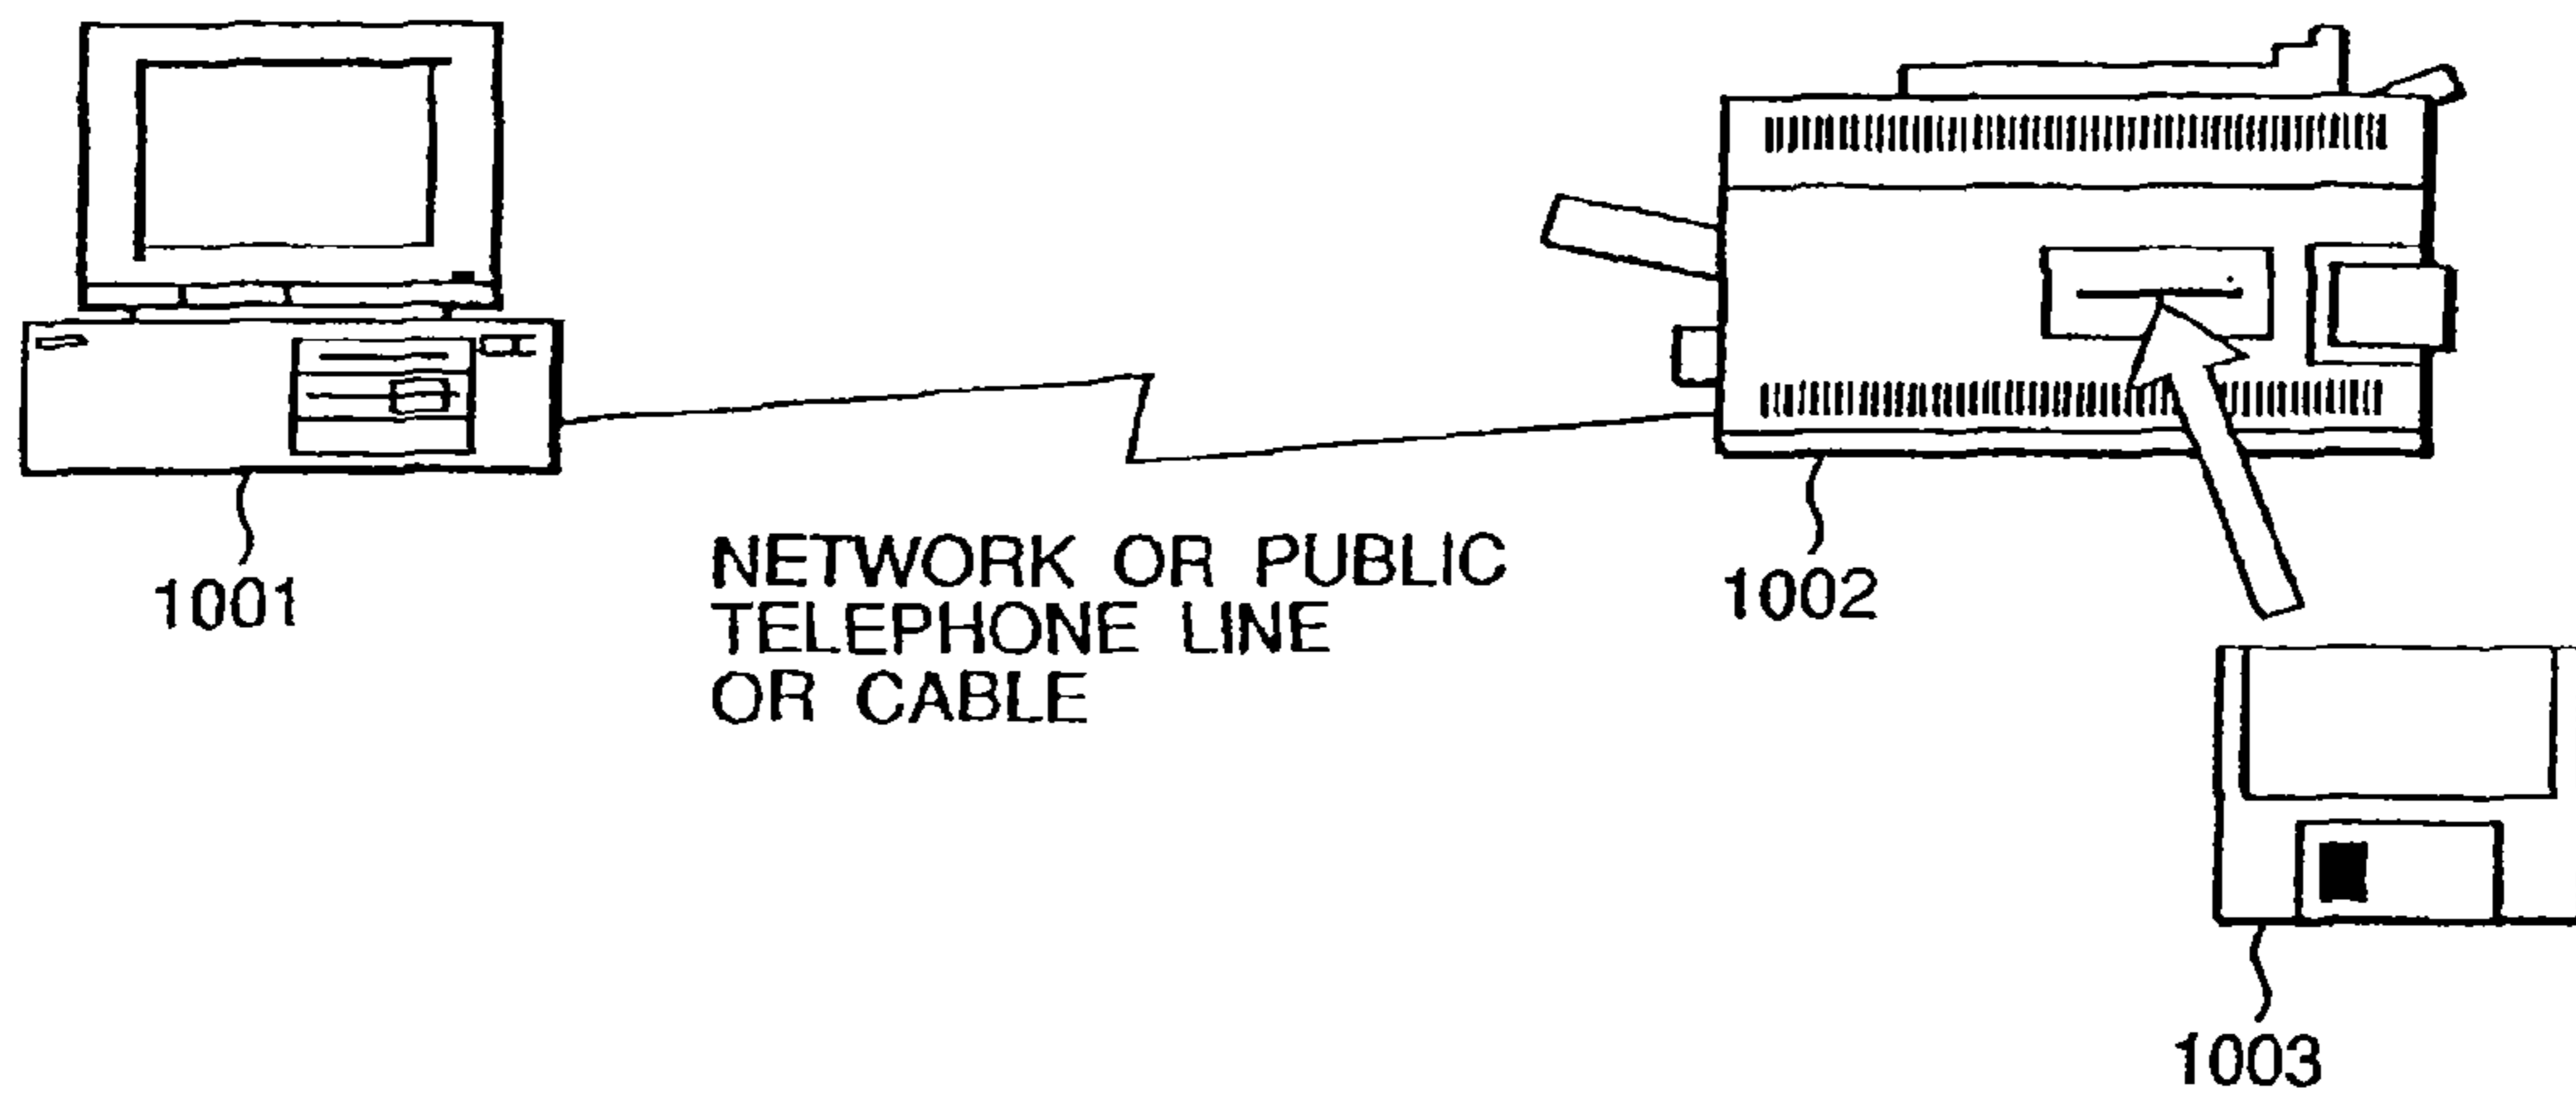 1001
NETWORK OR PUBLIC
TELEPHONE LINE
OR CABLE
1002
1003